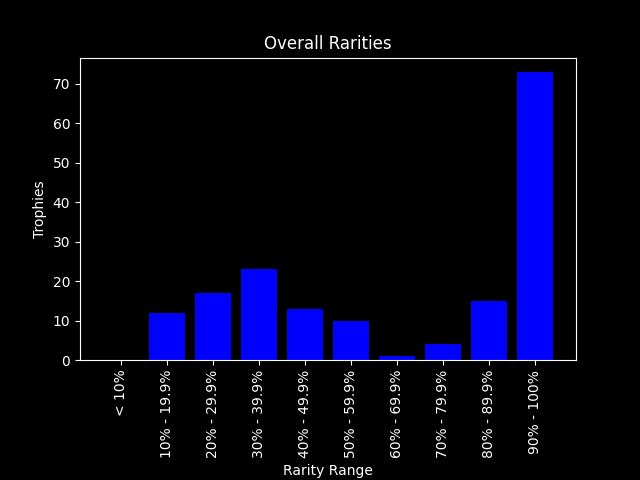 Overall Rarities
Trophies
70
60
50
40
30
20
10
0
< 10%
10% - 19.9%
20% - 29.9%
30% - 39.9%
40% - 49.9%
50% - 59.9%
60% - 69.9%
70% - 79.9%
80% - 89.9%
90% - 100%
Rarity Range